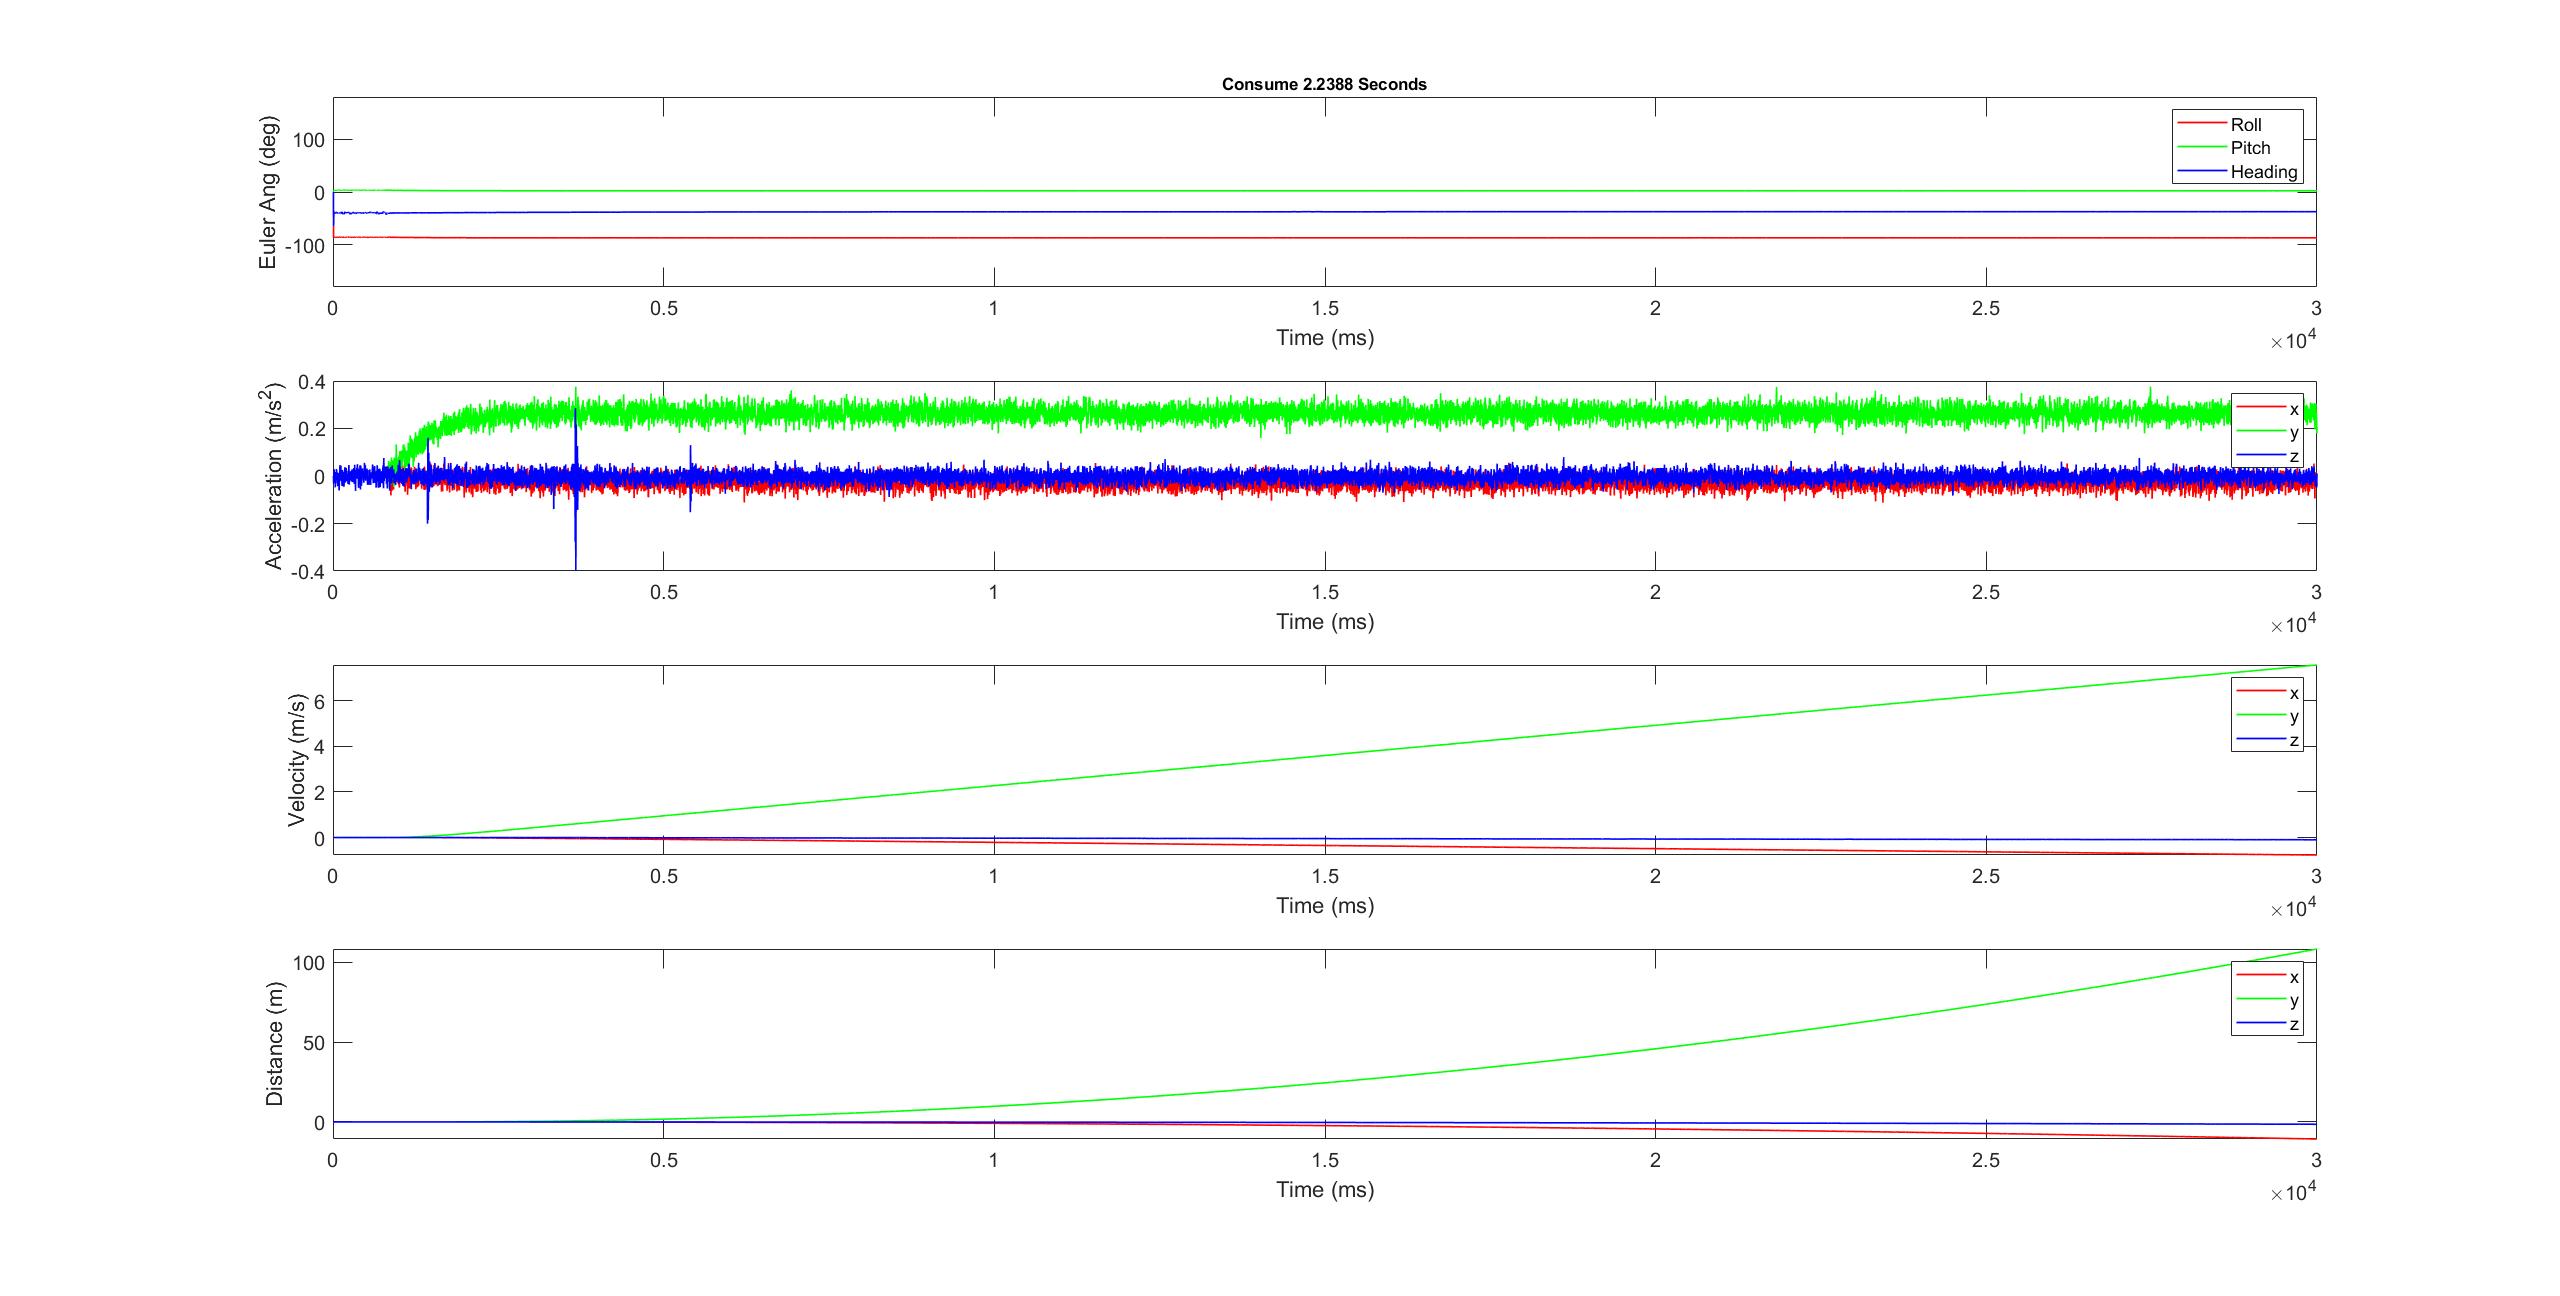 Consume 2.2388 Seconds
Euler Ang (deg)
100
0
-100
Roll
Pitch
Heading
0 0.5 1 1.5 2 2.5 3
Time (ms)
×10^4
Acceleration (m/s^2)
0.4
0.2
0
-0.2
-0.4
x
y
z
0 0.5 1 1.5 2 2.5 3
Time (ms)
×10^4
Velocity (m/s)
6
4
2
0
x
y
z
0 0.5 1 1.5 2 2.5 3
Time (ms)
×10^4
Distance (m)
100
50
0
x
y
z
0 0.5 1 1.5 2 2.5 3
Time (ms)
×10^4